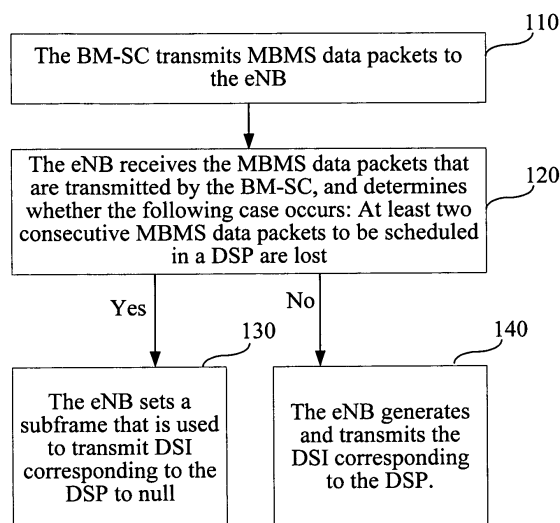 110
The BM-SC transmits MBMS data packets to
the eNB
120
The eNB receives the MBMS data packets that
are transmitted by the BM-SC, and determines
whether the following case occurs: At least two
consecutive MBMS data packets to be scheduled
in a DSP are lost
Yes
No
130
The eNB sets a
subframe that is used
to transmit DSI
corresponding to the
DSP to null
140
The eNB generates
and transmits the
DSI corresponding
to the DSP.